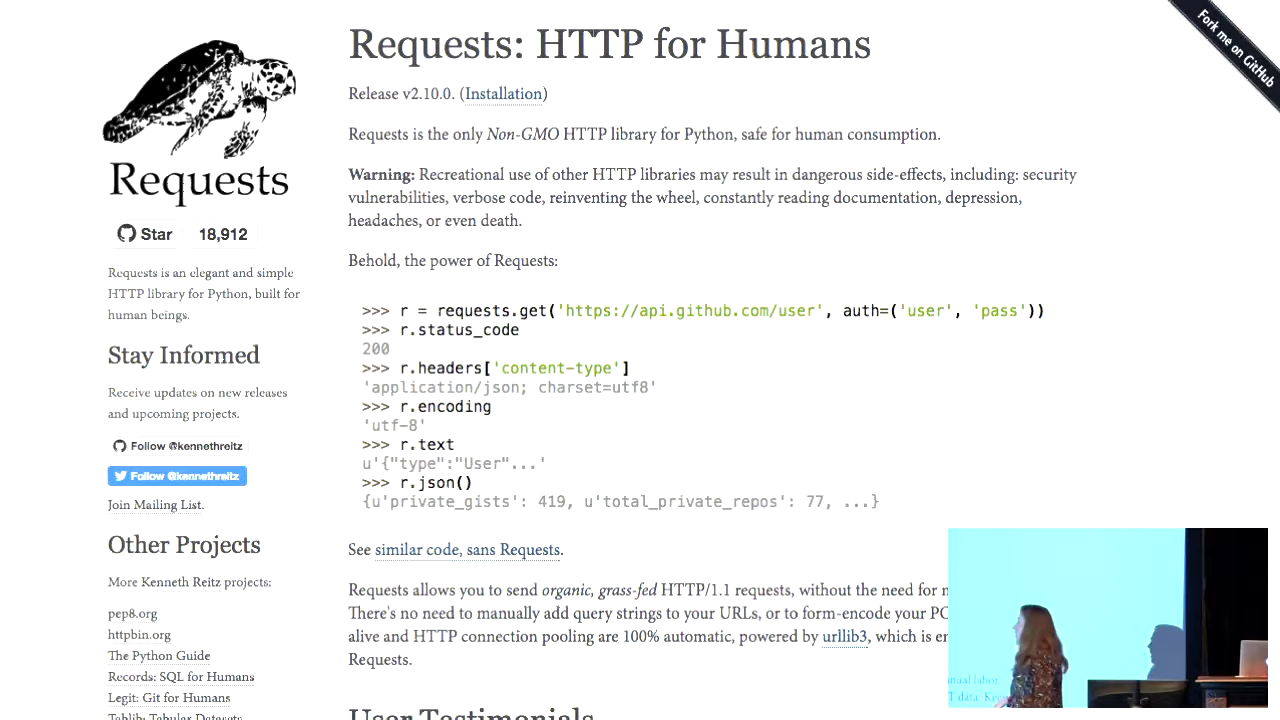 Requests
Star 18,912
Requests is an elegant and simple
HTTP library for Python, built for
human beings.
Stay Informed
Receive updates on new releases
and upcoming projects.
Follow @kennethreitz
Follow @kennethreitz
Join Mailing List.
Other Projects
More Kenneth Reitz projects:
pep8.org
httpbin.org
The Python Guide
Records: SQL for Humans
Legit: Git for Humans
Tablib: Tabular Datasets
Requests: HTTP for Humans
Release v2.10.0. (Installation)
Requests is the only Non-GMO HTTP library for Python, safe for human consumption.
Warning: Recreational use of other HTTP libraries may result in dangerous side-effects, including: security
vulnerabilities, verbose code, reinventing the wheel, constantly reading documentation, depression,
headaches, or even death.
Behold, the power of Requests:
>>> r = requests.get('https://api.github.com/user', auth=('user', 'pass'))
>>> r.status_code
200
>>> r.headers['content-type']
'application/json; charset=utf8'
>>> r.encoding
'utf-8'
>>> r.text
u'{"type":"User"...'
>>> r.json()
{u'private_gists': 419, u'total_private_repos': 77, ...}
See similar code, sans Requests.
Requests allows you to send organic, grass-fed HTTP/1.1 requests, without the need for
There's no need to manually add query strings to your URLs, or to form-encode your
alive and HTTP connection pooling are 100% automatic, powered by urllib3, which is
Requests.
User Testimonials
Fork me on GitHub
labor.
data.